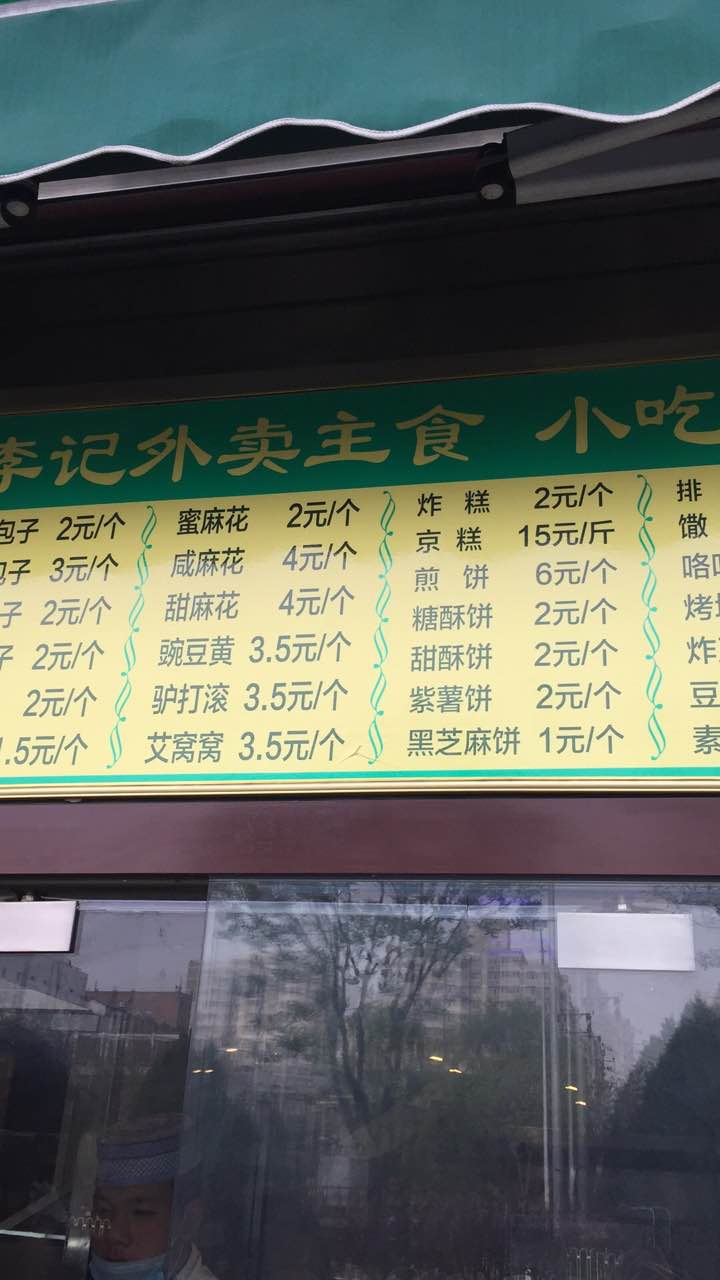 李记外卖主食 小吃
包子 2元/个
包子 3元/个
子 2元/个
子 2元/个
2元/个
1.5元/个
蜜麻花 2元/个
咸麻花 4元/个
甜麻花 4元/个
豌豆黄 3.5元/个
驴打滚 3.5元/个
艾窝窝 3.5元/个
炸糕 2元/个
京糕 15元/斤
煎饼 6元/个
糖酥饼 2元/个
甜酥饼 2元/个
紫薯饼 2元/个
黑芝麻饼 1元/个
排
馓
咯
烤
炸
豆
素